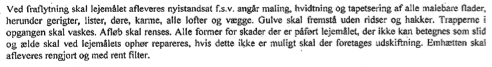 Ved fraflytning skal lejemålet afleveres nyistandsat f.s.v. angår maling, hvidtning og tapetsering af alle malebare flader,
herunder gerigter, lister, døre, karme, alle lofter og vægge. Gulve skal fremstå uden ridser og hakker. Trapperne i
opgangen skal vaskes. Afløb skal renses. Alle former for skader der er påført lejemålet, der ikke kan betegnes som slid
og ælde skal ved lejemålets ophør repareres, hvis dette ikke er muligt skal der foretages udskiftning. Emhætten skal
afleveres rengjort og med rent filter.